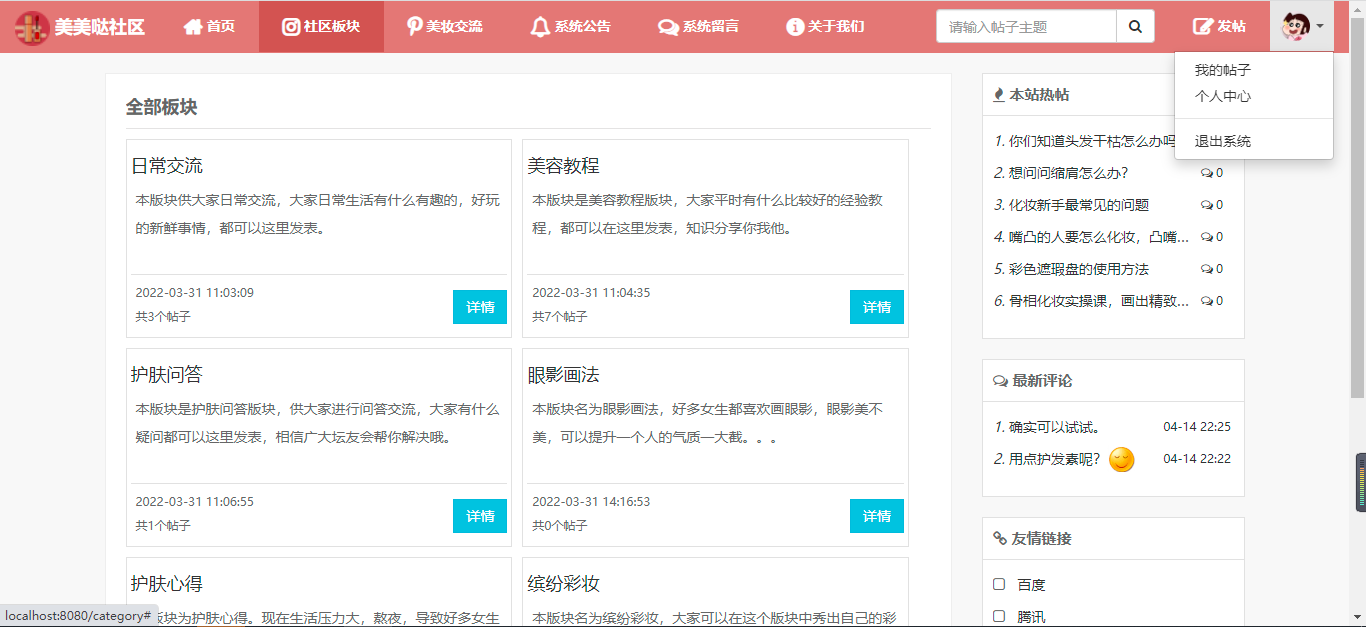 美美哒社区
首页
社区板块
美妆交流
系统公告
系统留言
关于我们
请输入帖子主题
发帖
我的帖子
个人中心
退出系统
全部板块
日常交流
本版块供大家日常交流，大家日常生活有什么有趣的，好玩
的新鲜事情，都可以这里发表。
2022-03-31 11:03:09
共3个帖子
详情
美容教程
本版块是美容教程版块，大家平时有什么比较好的经验教
程，都可以在这里发表，知识分享你我他。
2022-03-31 11:04:35
共7个帖子
详情
护肤问答
本版块是护肤问答版块，供大家进行问答交流，大家有什么
疑问都可以这里发表，相信广大坛友会帮你解决哦。
2022-03-31 11:06:55
共1个帖子
详情
眼影画法
本版块名为眼影画法，好多女生都喜欢画眼影，眼影美不
美，可以提升一个人的气质一大截。。。
2022-03-31 14:16:53
共0个帖子
详情
护肤心得
版块为护肤心得。现在生活压力大，熬夜，导致好多女生
缤纷彩妆
本版块名为缤纷彩妆，大家可以在这个版块中秀出自己的彩
本站热帖
1. 你们知道头发干枯怎么办吗
2. 想问问缩肩怎么办? 0
3. 化妆新手最常见的问题 0
4. 嘴凸的人要怎么化妆，凸嘴... 0
5. 彩色遮瑕盘的使用方法 0
6. 骨相化妆实操课，画出精致... 0
最新评论
1. 确实可以试试。 04-14 22:25
2. 用点护发素呢? 04-14 22:22
友情链接
百度
腾讯
localhost:8080/category#